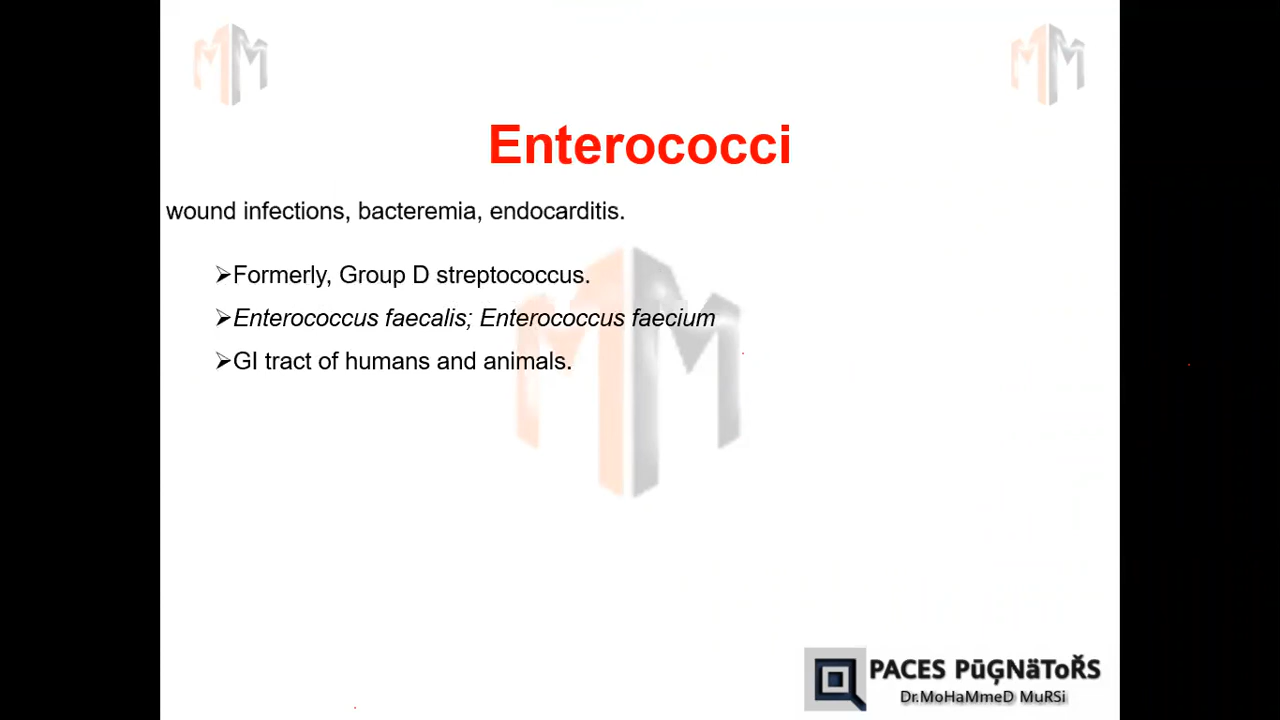 Enterococci
wound infections, bacteremia, endocarditis.
➢Formerly, Group D streptococcus.
➢Enterococcus faecalis; Enterococcus faecium
➢GI tract of humans and animals.
PACES PūĢNäToŘS
Dr.MoHaMmeD MuRSi